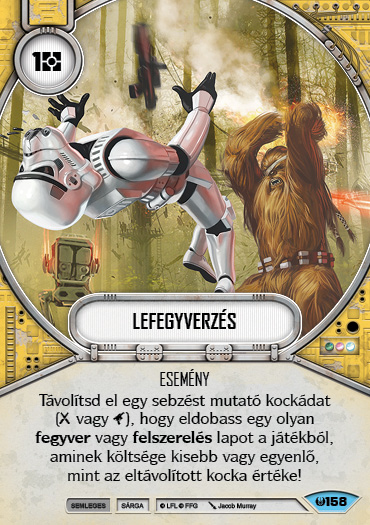 1
LEFEGYVERZÉS
ESEMÉNY
Távolítsd el egy sebzést mutató kockádat
( vagy ), hogy eldobass egy olyan
fegyver vagy felszerelés lapot a játékból,
aminek költsége kisebb vagy egyenlő,
mint az eltávolított kocka értéke!
SEMLEGES SÁRGA © LFL © FFG Jacob Murray 158